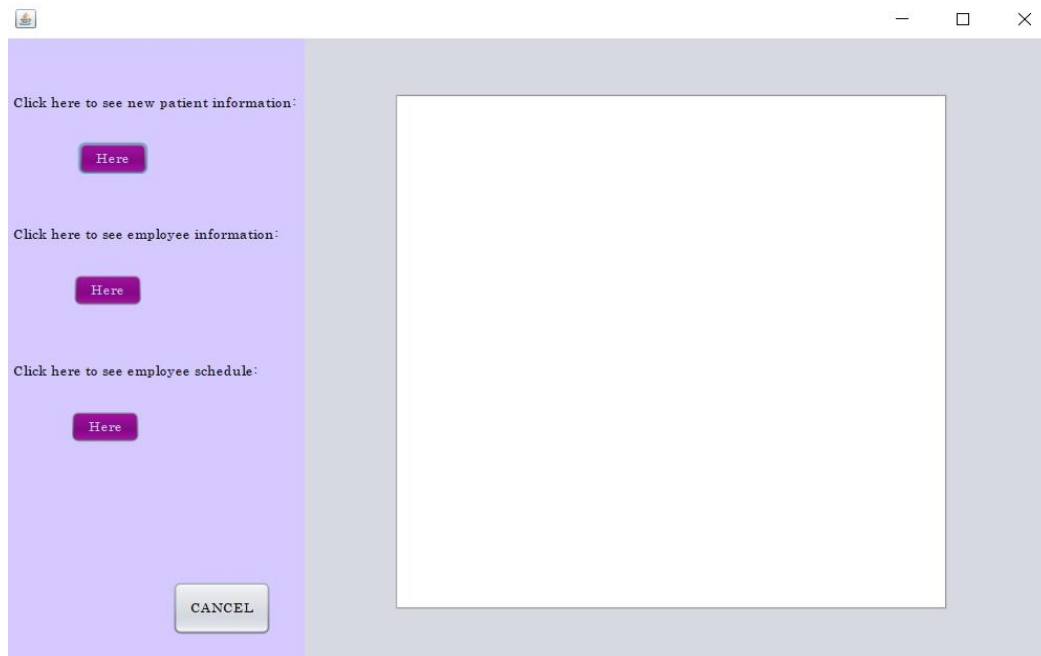 Click here to see new patient information:
Here
Click here to see employee information:
Here
Click here to see employee schedule:
Here
CANCEL